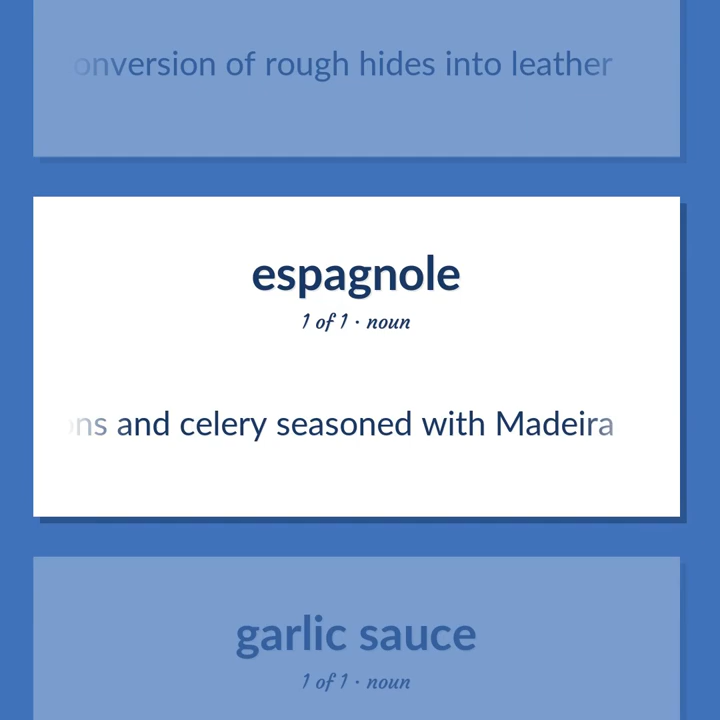 onversion of rough hides into leather
espagnole
1 of 1 · noun
ns and celery seasoned with Madeira
garlic sauce
1 of 1 · noun